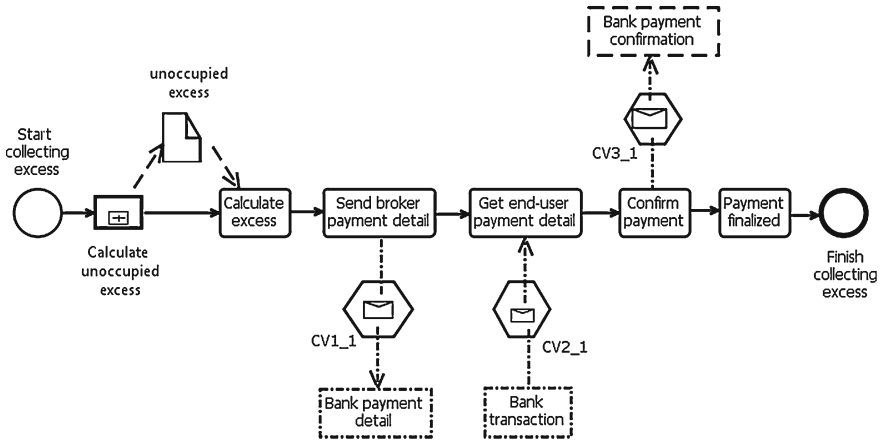 Bank payment
confirmation
unoccupied
excess
Start
collecting
excess
CV3_1
Calculate
excess
Send broker
payment detail
Get end-user
payment detail
Confirm
payment
Payment
finalized
Calculate
unoccupied
excess
Finish
collecting
excess
CV1_1
CV2_1
Bank payment
detail
Bank
transaction